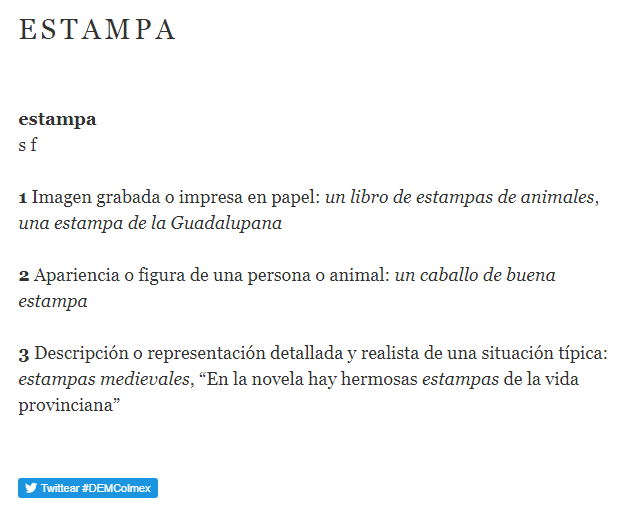 ESTAMPA
estampa
s f
1 Imagen grabada o impresa en papel: un libro de estampas de animales,
una estampa de la Guadalupana
2 Apariencia o figura de una persona o animal: un caballo de buena
estampa
3 Descripción o representación detallada y realista de una situación típica:
estampas medievales, “En la novela hay hermosas estampas de la vida
provinciana”
Twittear #DEMColmex